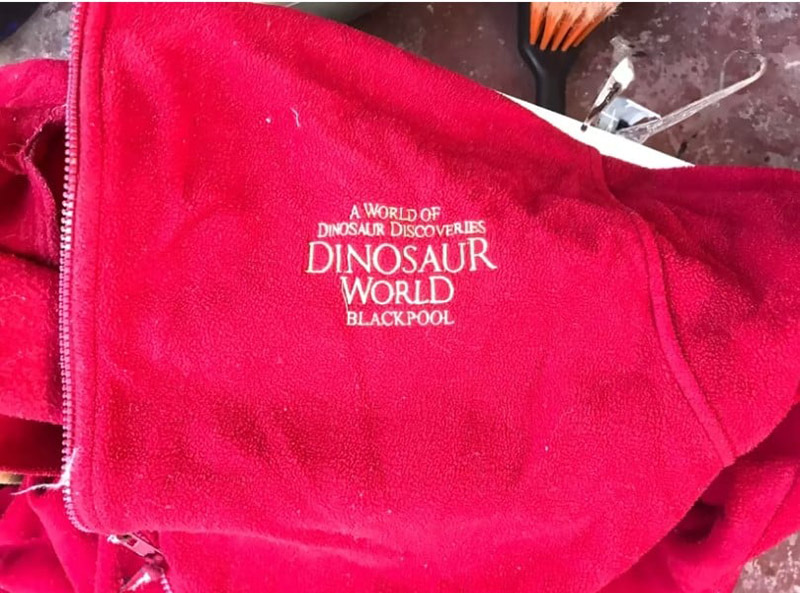 A WORLD OF
DINOSAUR DISCOVERIES
DINOSAUR
WORLD
BLACKPOOL